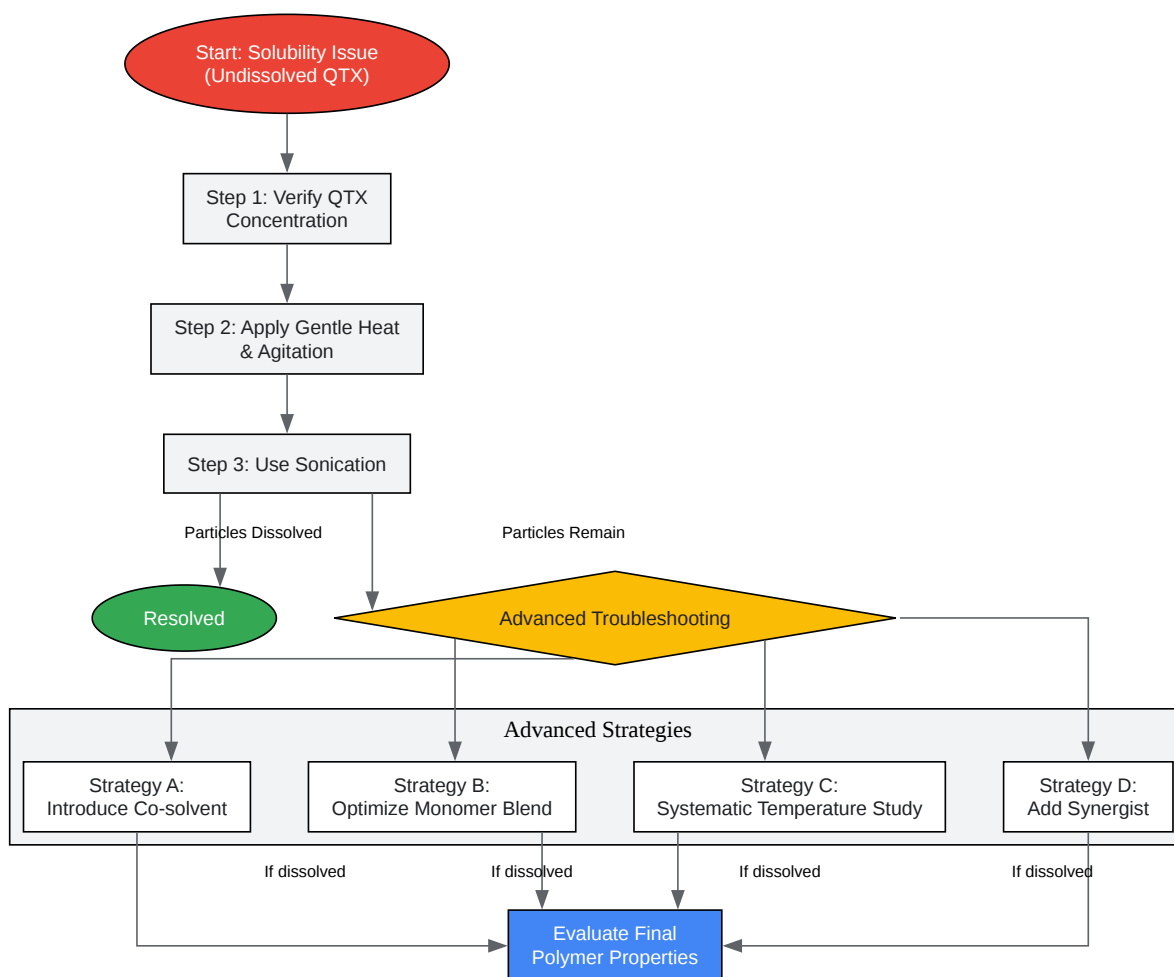 Start: Solubility Issue
(Undissolved QTX)
Step 1: Verify QTX
Concentration
Step 2: Apply Gentle Heat
& Agitation
Step 3: Use Sonication
Particles Dissolved
Particles Remain
Resolved
Advanced Troubleshooting
Advanced Strategies
Strategy A:
Introduce Co-solvent
Strategy B:
Optimize Monomer Blend
Strategy C:
Systematic Temperature Study
Strategy D:
Add Synergist
If dissolved
If dissolved
If dissolved
If dissolved
Evaluate Final
Polymer Properties